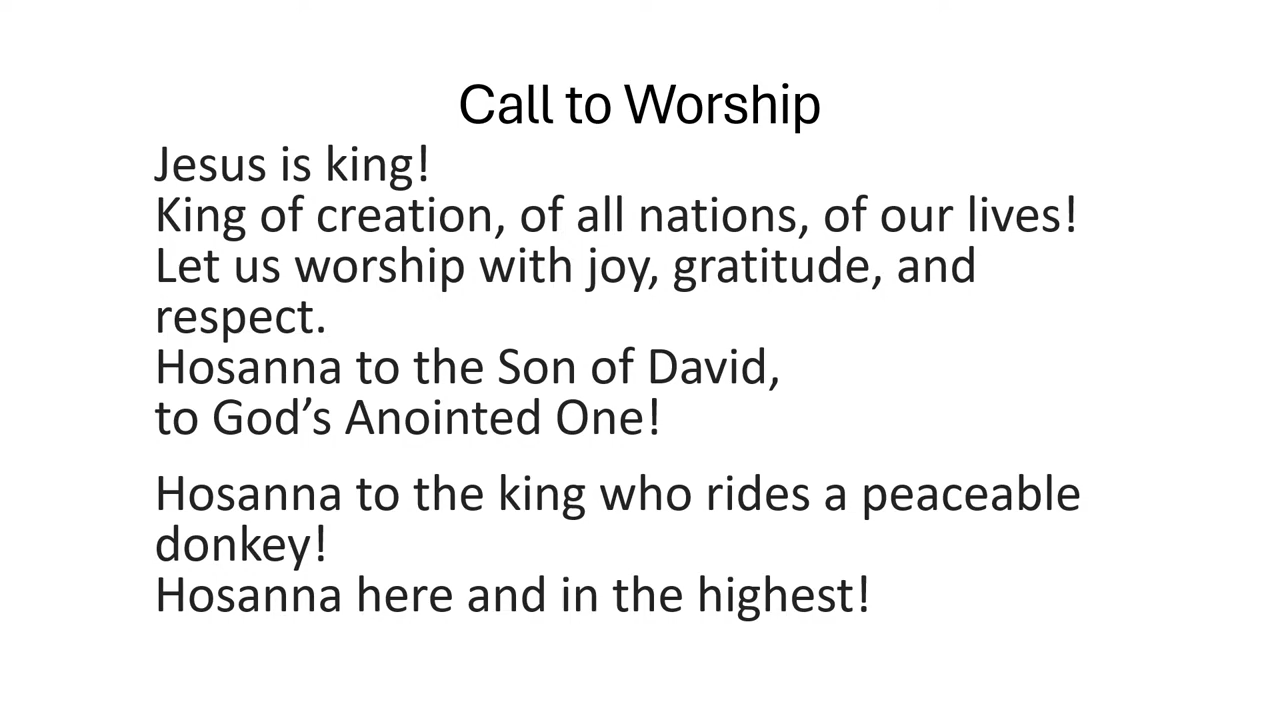 Call to Worship
Jesus is king!
King of creation, of all nations, of our lives!
Let us worship with joy, gratitude, and
respect.
Hosanna to the Son of David,
to God’s Anointed One!
Hosanna to the king who rides a peaceable
donkey!
Hosanna here and in the highest!